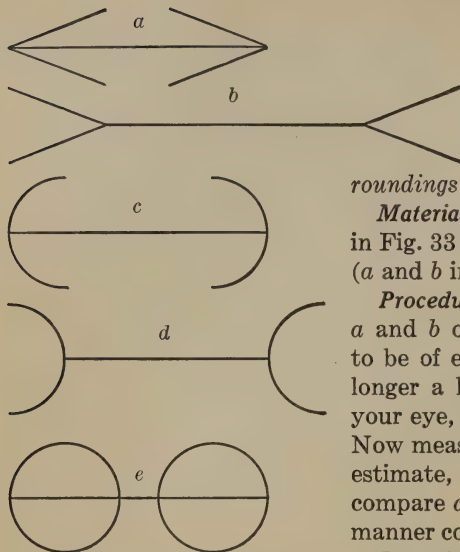 a
b
c
d
e
roundings
Materia
in Fig. 33
(a and b in
Procedu
a and b o
to be of e
longer a l
your eye,
Now meas
estimate,
compare a
manner co